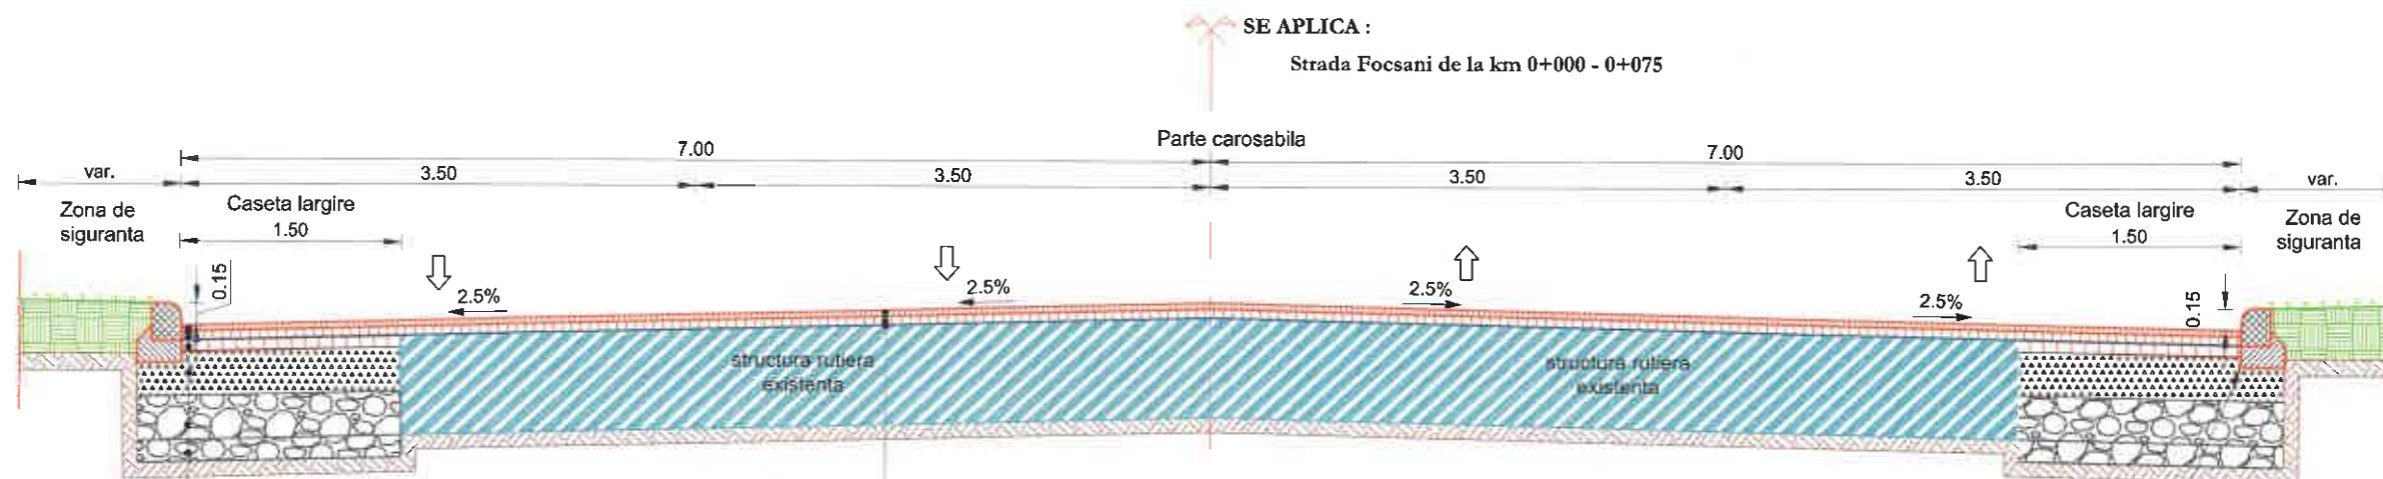 SE APLICA :
Strada Focsani de la km 0+000 - 0+075
Parte carosabila
7.00
7.00
var.
3.50
3.50
3.50
3.50
var.
Zona de
siguranta
Caseta largire
1.50
Caseta largire
1.50
Zona de
siguranta
0.15
2.5%
2.5%
2.5%
2.5%
0.15
structura rutiera
existenta
structura rutiera
existenta